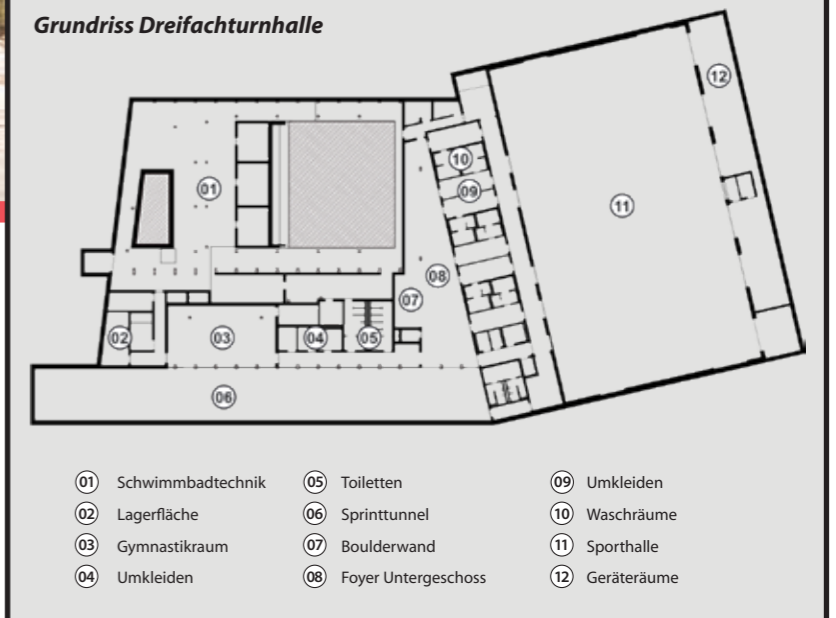 Grundriss Dreifachturnhalle
12
10
01
09
11
08
07
02
03
04
05
06
01 Schwimmbadtechnik
02 Lagerfläche
03 Gymnastikraum
04 Umkleiden
05 Toiletten
06 Sprinttunnel
07 Boulderwand
08 Foyer Untergeschoss
09 Umkleiden
10 Waschräume
11 Sporthalle
12 Geräteräume